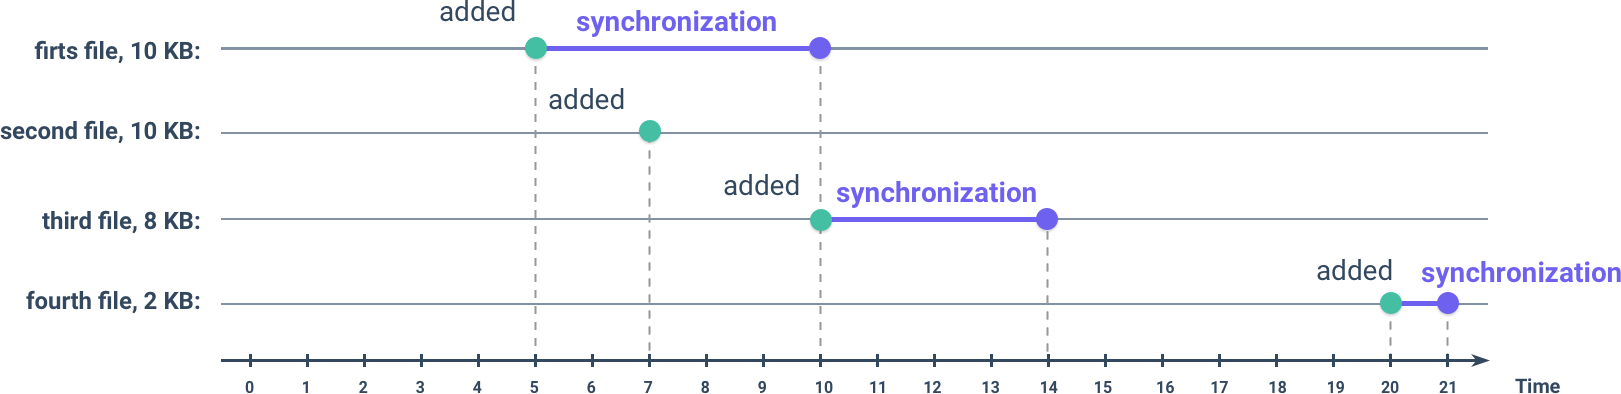 added
synchronization
firts file, 10 KB:
added
second file, 10 KB:
added
synchronization
third file, 8 KB:
added
synchronization
fourth file, 2 KB:
0 1 2 3 4 5 6 7 8 9 10 11 12 13 14 15 16 17 18 19 20 21 Time